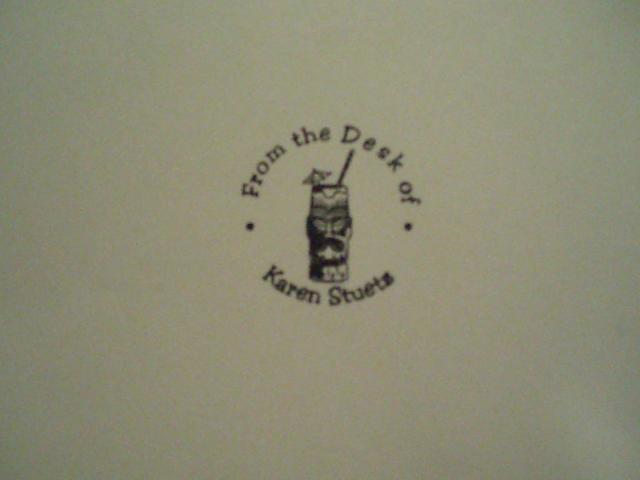 From the Desk of
Karen Stuetz